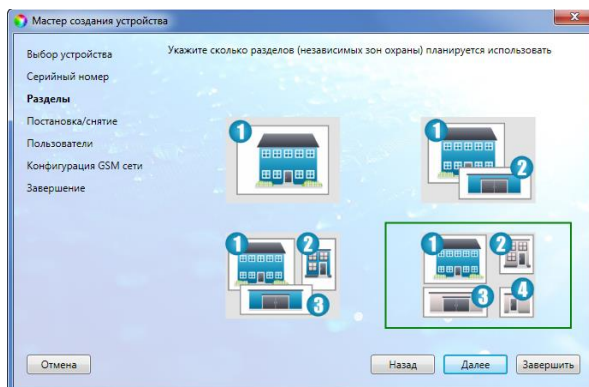 Мастер создания устройства
Выбор устройства
Серийный номер
Разделы
Постановка/снятие
Пользователи
Конфигурация GSM сети
Завершение
Укажите сколько разделов (независимых зон охраны) планируется использовать
1
1
2
1
2
3
1
2
3
4
Отмена
Назад
Далее
Завершить